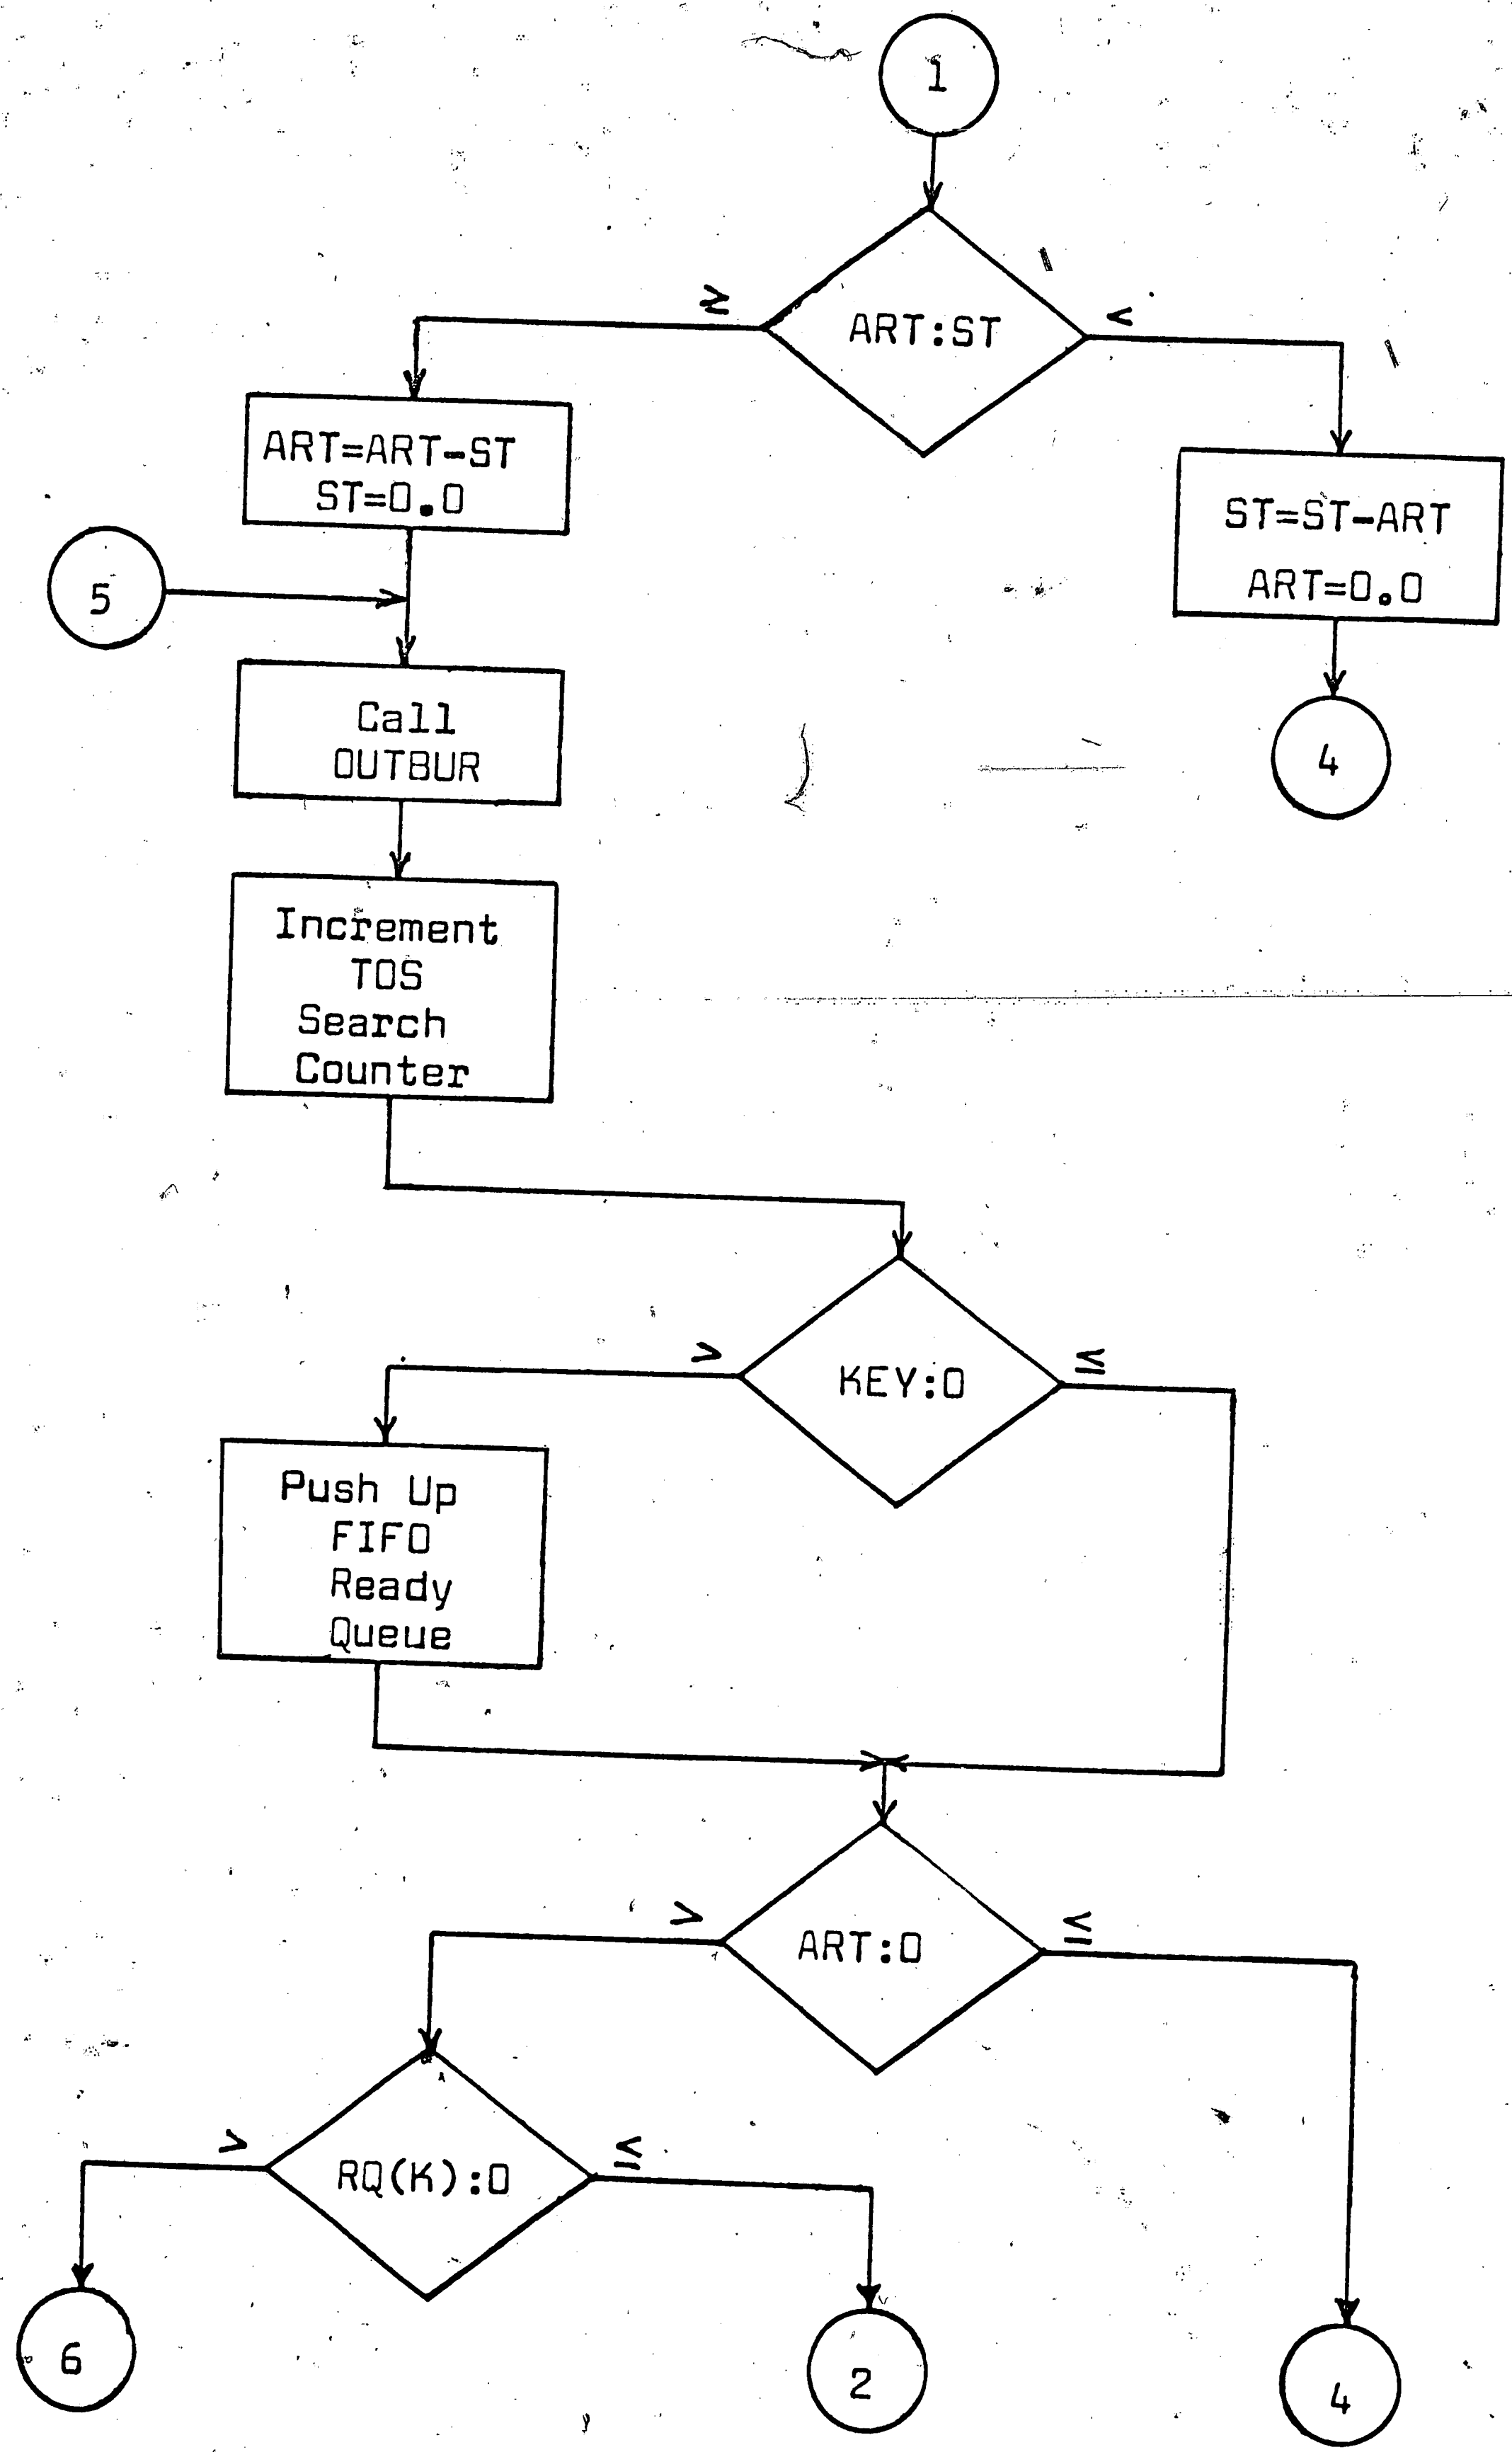 1
≥
ART:ST
<
ART=ART-ST
ST=0.0
ST=ST-ART
ART=0.0
5
Call
OUTBUR
4
Increment
TOS
Search
Counter
>
KEY:0
≤
Push Up
FIFO
Ready
Queue
>
ART:0
≤
>
RQ(K):0
≤
6
2
4